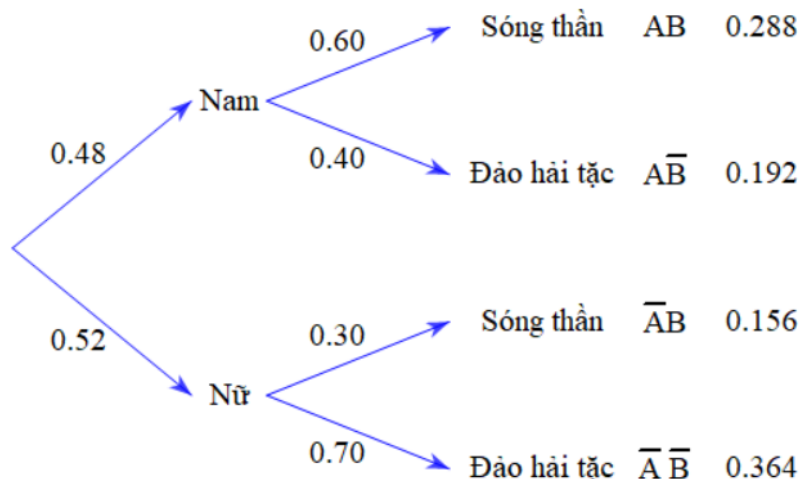 0.60 Sóng thần AB 0.288
Nam
0.48
0.40 Đảo hải tặc AB̅ 0.192
0.52
0.30 Sóng thần A̅B 0.156
Nữ
0.70 Đảo hải tặc A̅ B̅ 0.364